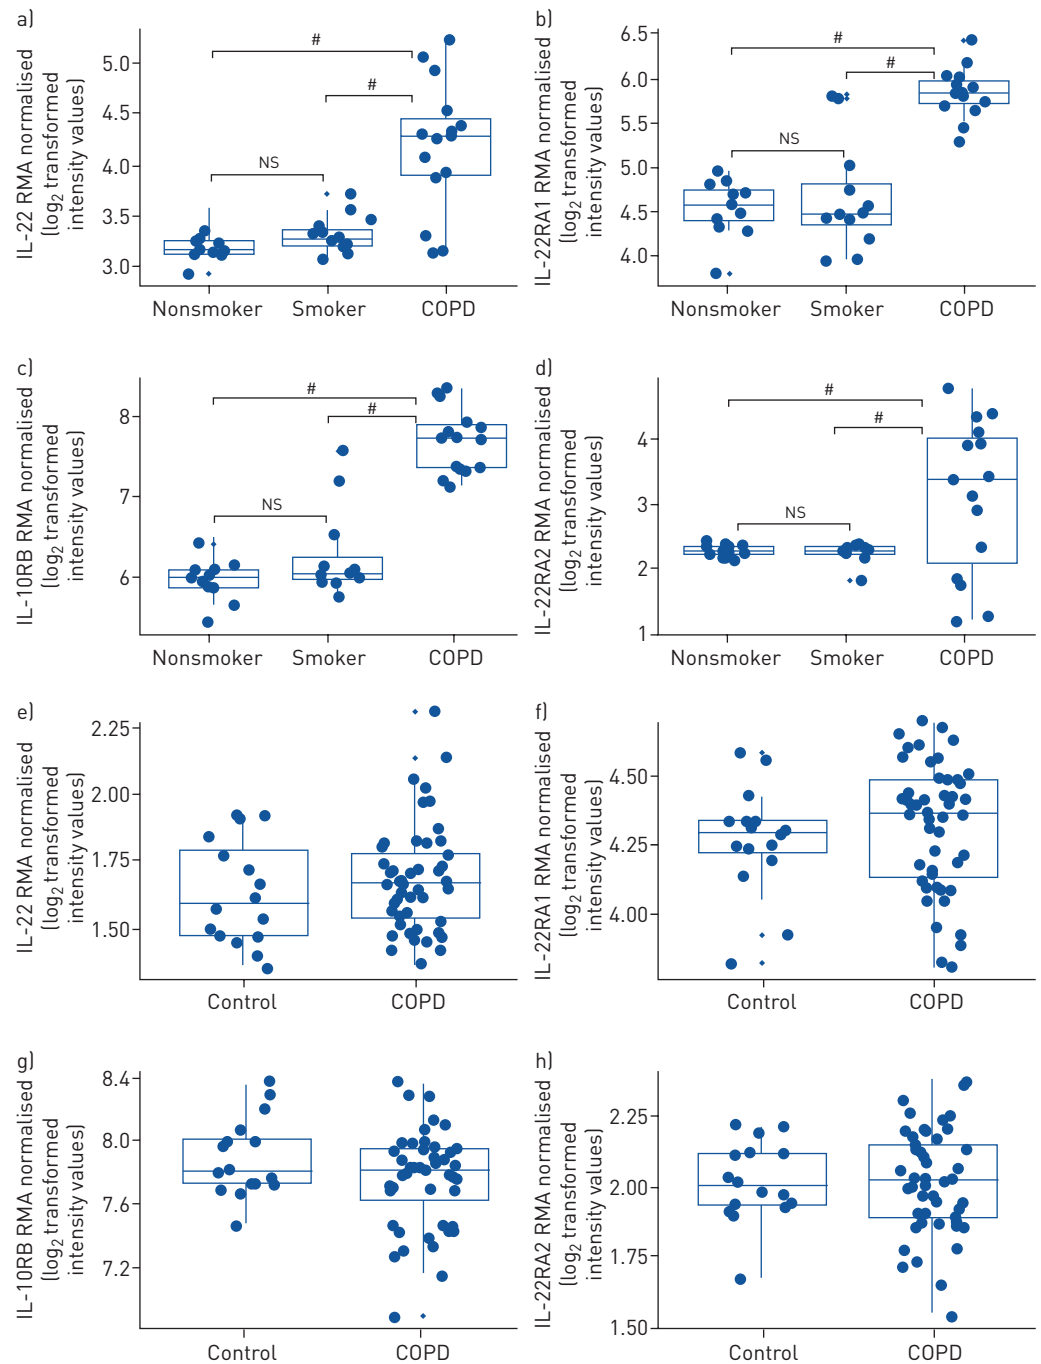 a)
IL-22 RMA normalised
(log2 transformed
intensity values)
5.0
4.5
4.0
3.5
3.0
#
#
NS
Nonsmoker Smoker COPD
b)
IL-22RA1 RMA normalised
(log2 transformed
intensity values)
6.5
6.0
5.5
5.0
4.5
4.0
#
#
NS
Nonsmoker Smoker COPD
c)
IL-10RB RMA normalised
(log2 transformed
intensity values)
8
7
6
#
#
NS
Nonsmoker Smoker COPD
d)
IL-22RA2 RMA normalised
(log2 transformed
intensity values)
4
3
2
1
#
#
NS
Nonsmoker Smoker COPD
e)
IL-22 RMA normalised
(log2 transformed
intensity values)
2.25
2.00
1.75
1.50
Control COPD
f)
IL-22RA1 RMA normalised
(log2 transformed
intensity values)
4.50
4.25
4.00
Control COPD
g)
IL-10RB RMA normalised
(log2 transformed
intensity values)
8.4
8.0
7.6
7.2
Control COPD
h)
IL-22RA2 RMA normalised
(log2 transformed
intensity values)
2.25
2.00
1.75
1.50
Control COPD